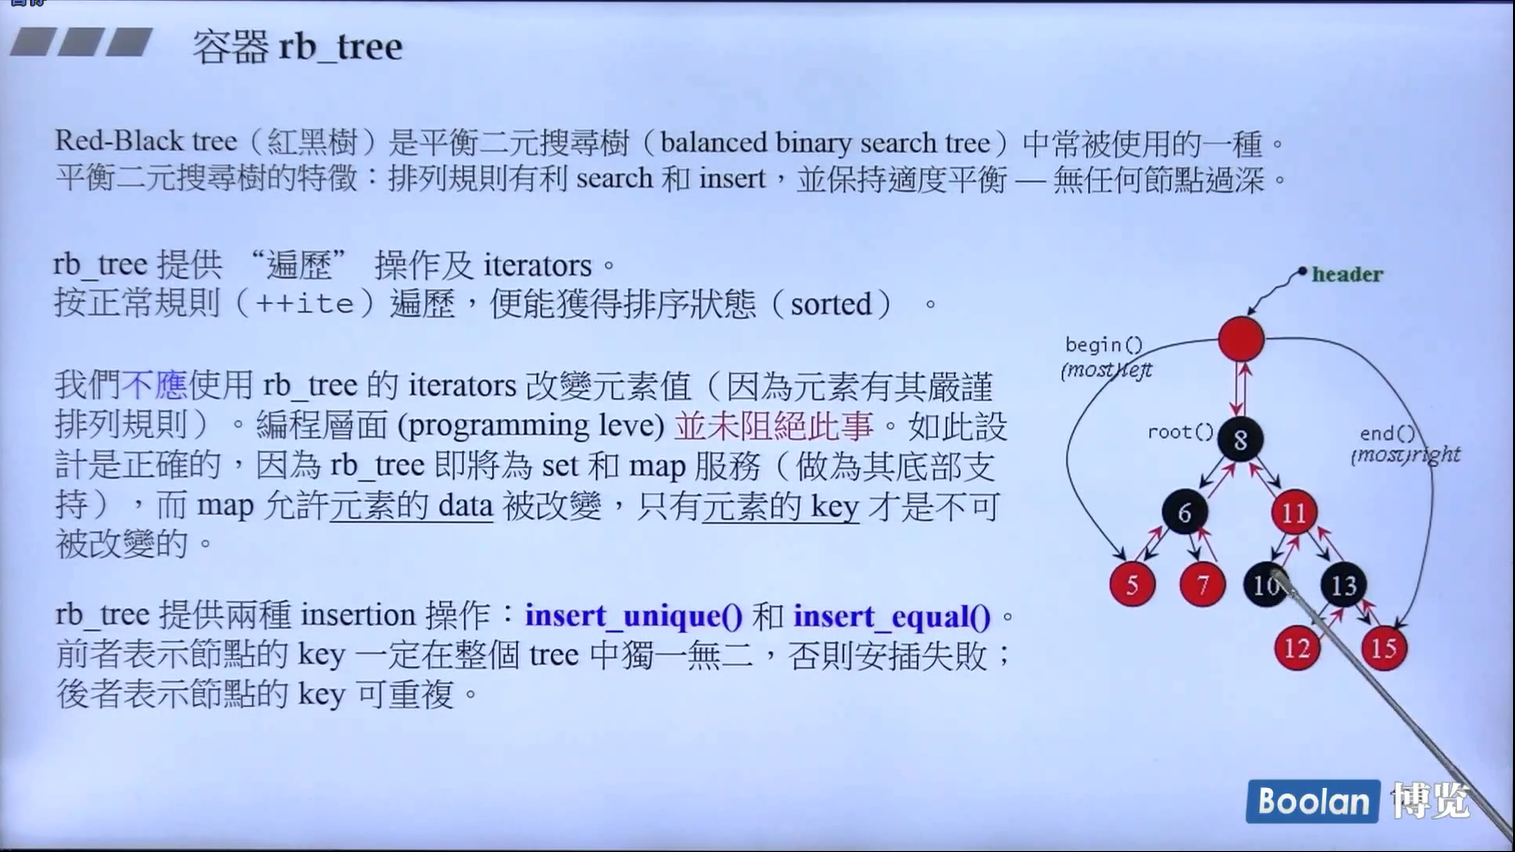 容器 rb_tree
Red-Black tree（紅黑樹）是平衡二元搜尋樹（balanced binary search tree）中常被使用的一種。
平衡二元搜尋樹的特徵：排列規則有利 search 和 insert，並保持適度平衡 — 無任何節點過深。
rb_tree 提供 “遍歷” 操作及 iterators。
按正常規則（++ite）遍歷，便能獲得排序狀態（sorted）。
我們不應使用 rb_tree 的 iterators 改變元素值（因為元素有其嚴謹
排列規則）。編程層面 (programming leve) 並未阻絕此事。如此設
計是正確的，因為 rb_tree 即將為 set 和 map 服務（做為其底部支
持），而 map 允許元素的 data 被改變，只有元素的 key 才是不可
被改變的。
rb_tree 提供兩種 insertion 操作：insert_unique() 和 insert_equal()。
前者表示節點的 key 一定在整個 tree 中獨一無二，否則安插失敗；
後者表示節點的 key 可重複。
header
begin()
(most)left
root()
end()
(most)right
8
6
11
5
7
10
13
12
15
Boolan 博览